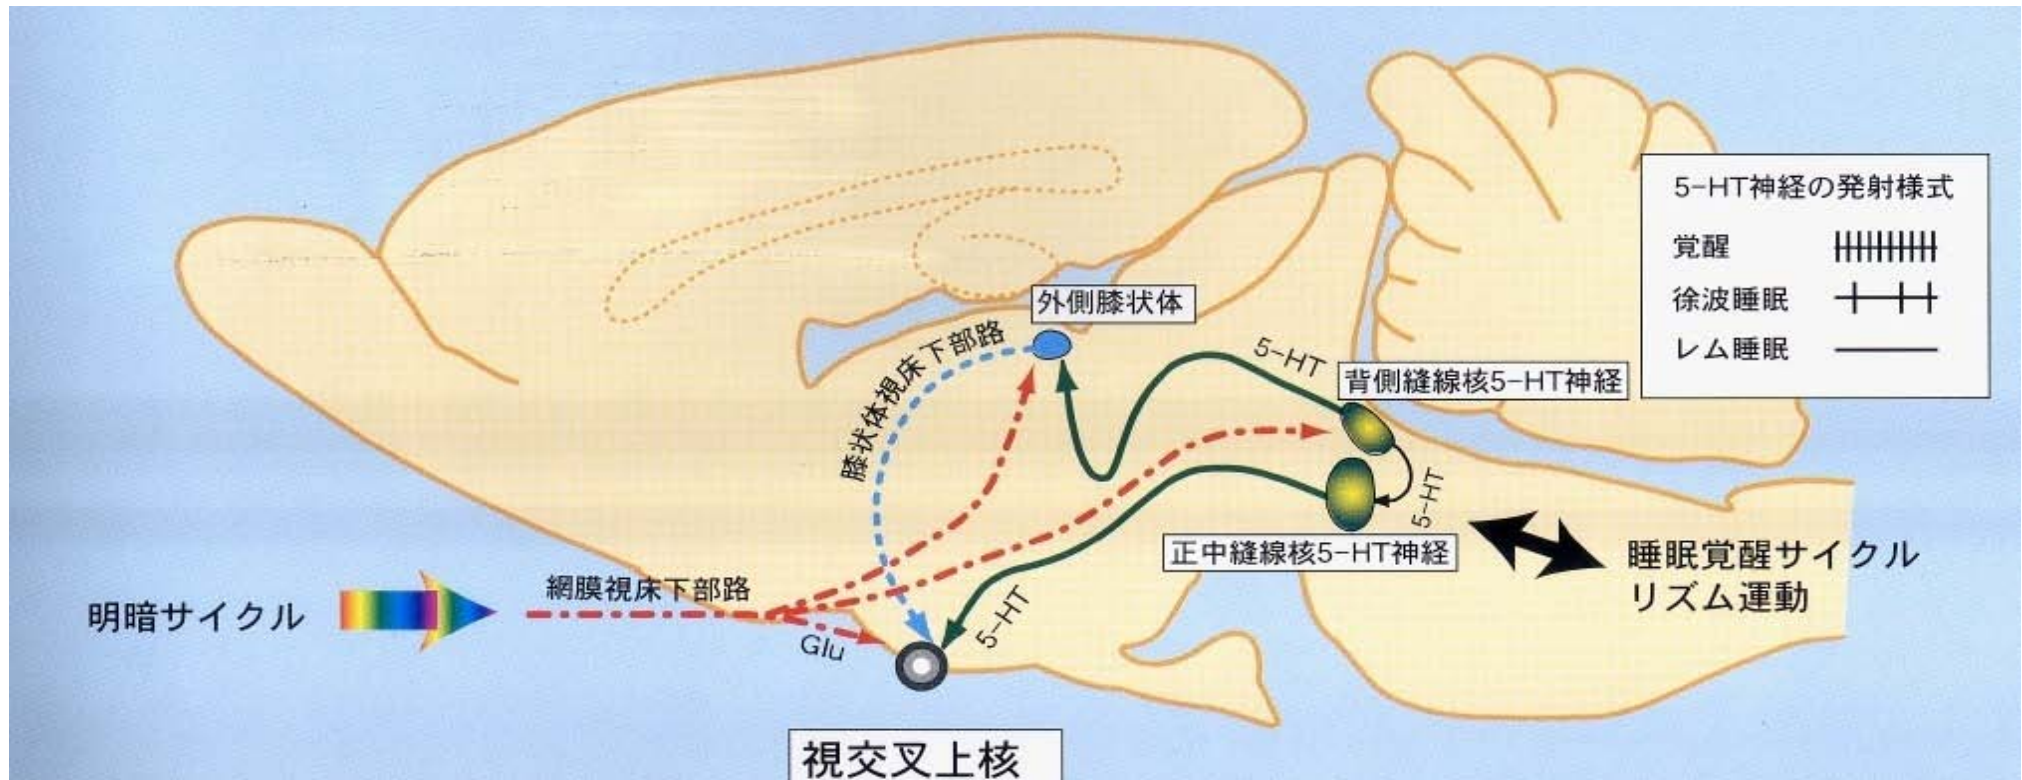 5-HT神経の発射様式
覚醒
徐波睡眠
レム睡眠
外側膝状体
膝状体視床下部路
5-HT
背側縫線核5-HT神経
5-HT
正中縫線核5-HT神経
睡眠覚醒サイクル
リズム運動
網膜視床下部路
明暗サイクル
Glu
5-HT
視交叉上核